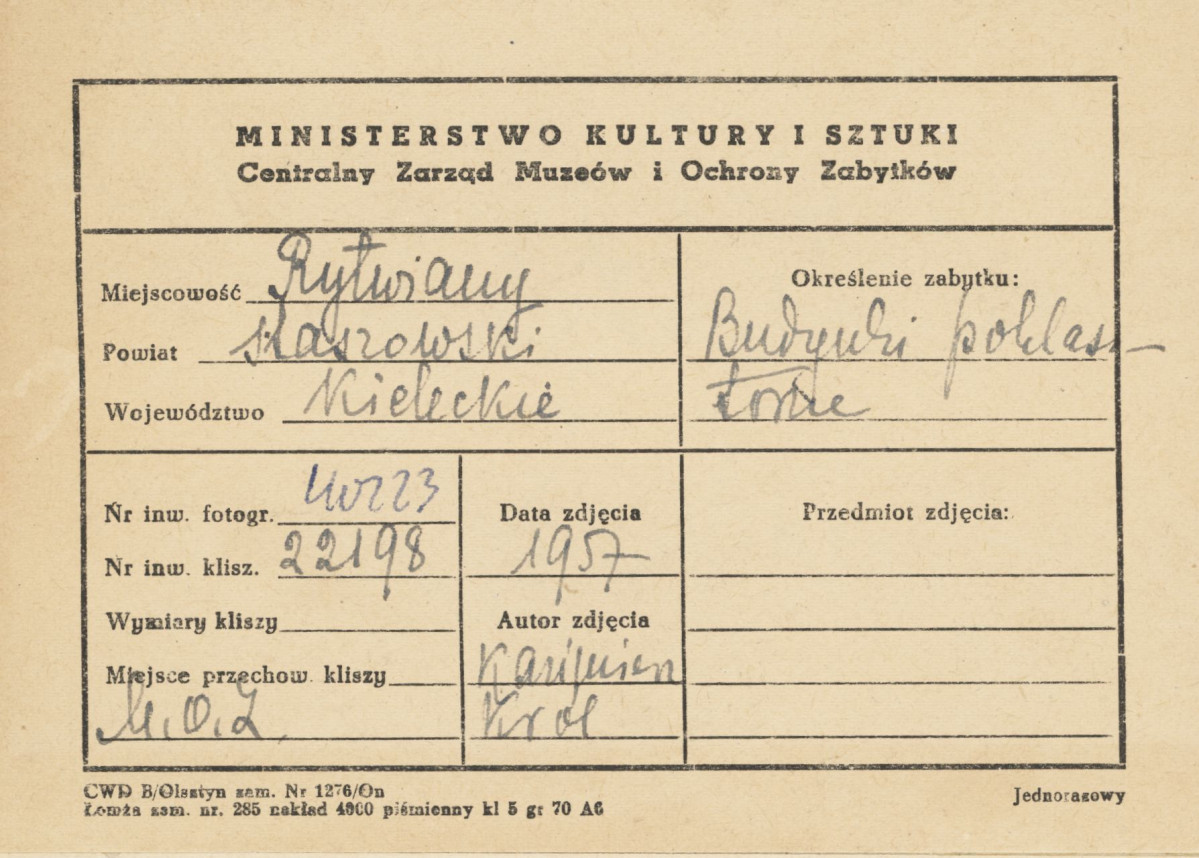 MINISTERSTWO KULTURY I SZTUKI
Centralny Zarząd Muzeów i Ochrony Zabytków
Miejscowość Rytwiany
Powiat staszowski
Województwo Kieleckie
Określenie zabytku:
Budynki poklasz-
torne
Nr inw. fotogr.
Nr inw. klisz. 22198
Wymiary kliszy
Miejsce przechow. kliszy
M.O.Z.
Data zdjęcia
1957
Autor zdjęcia
Król
Przedmiot zdjęcia:
CWD B/Olsztyn zam. Nr 1276/On
Łomża zam. nr. 285 nakład 4000 piśmienny kl 5 gr 70 A6
Jednorazowy